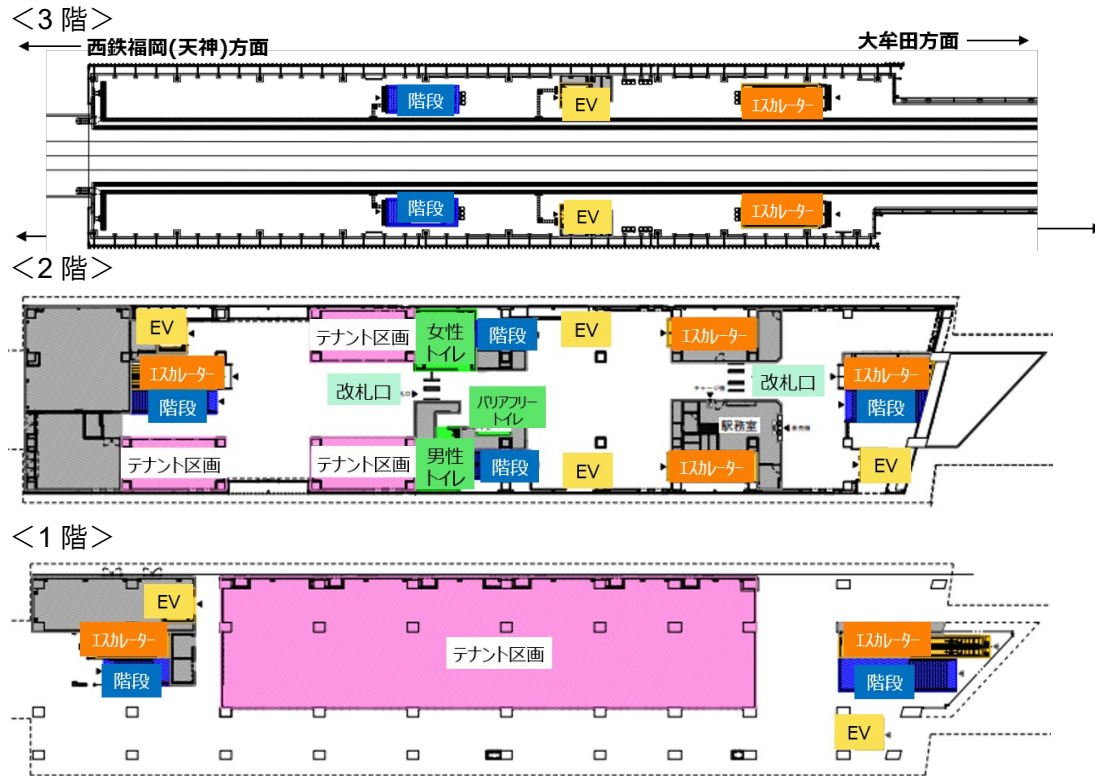 ＜3 階＞
西鉄福岡(天神)方面
大牟田方面
階段
EV
エスカレーター
階段
EV
エスカレーター
＜2 階＞
EV
テナント区画
女性
トイレ
階段
EV
エスカレーター
エスカレーター
改札口
改札口
エスカレーター
階段
バリアフリー
トイレ
階段
駅務室
テナント区画
テナント区画
男性
トイレ
階段
EV
エスカレーター
EV
＜1 階＞
EV
エスカレーター
階段
テナント区画
エスカレーター
階段
EV